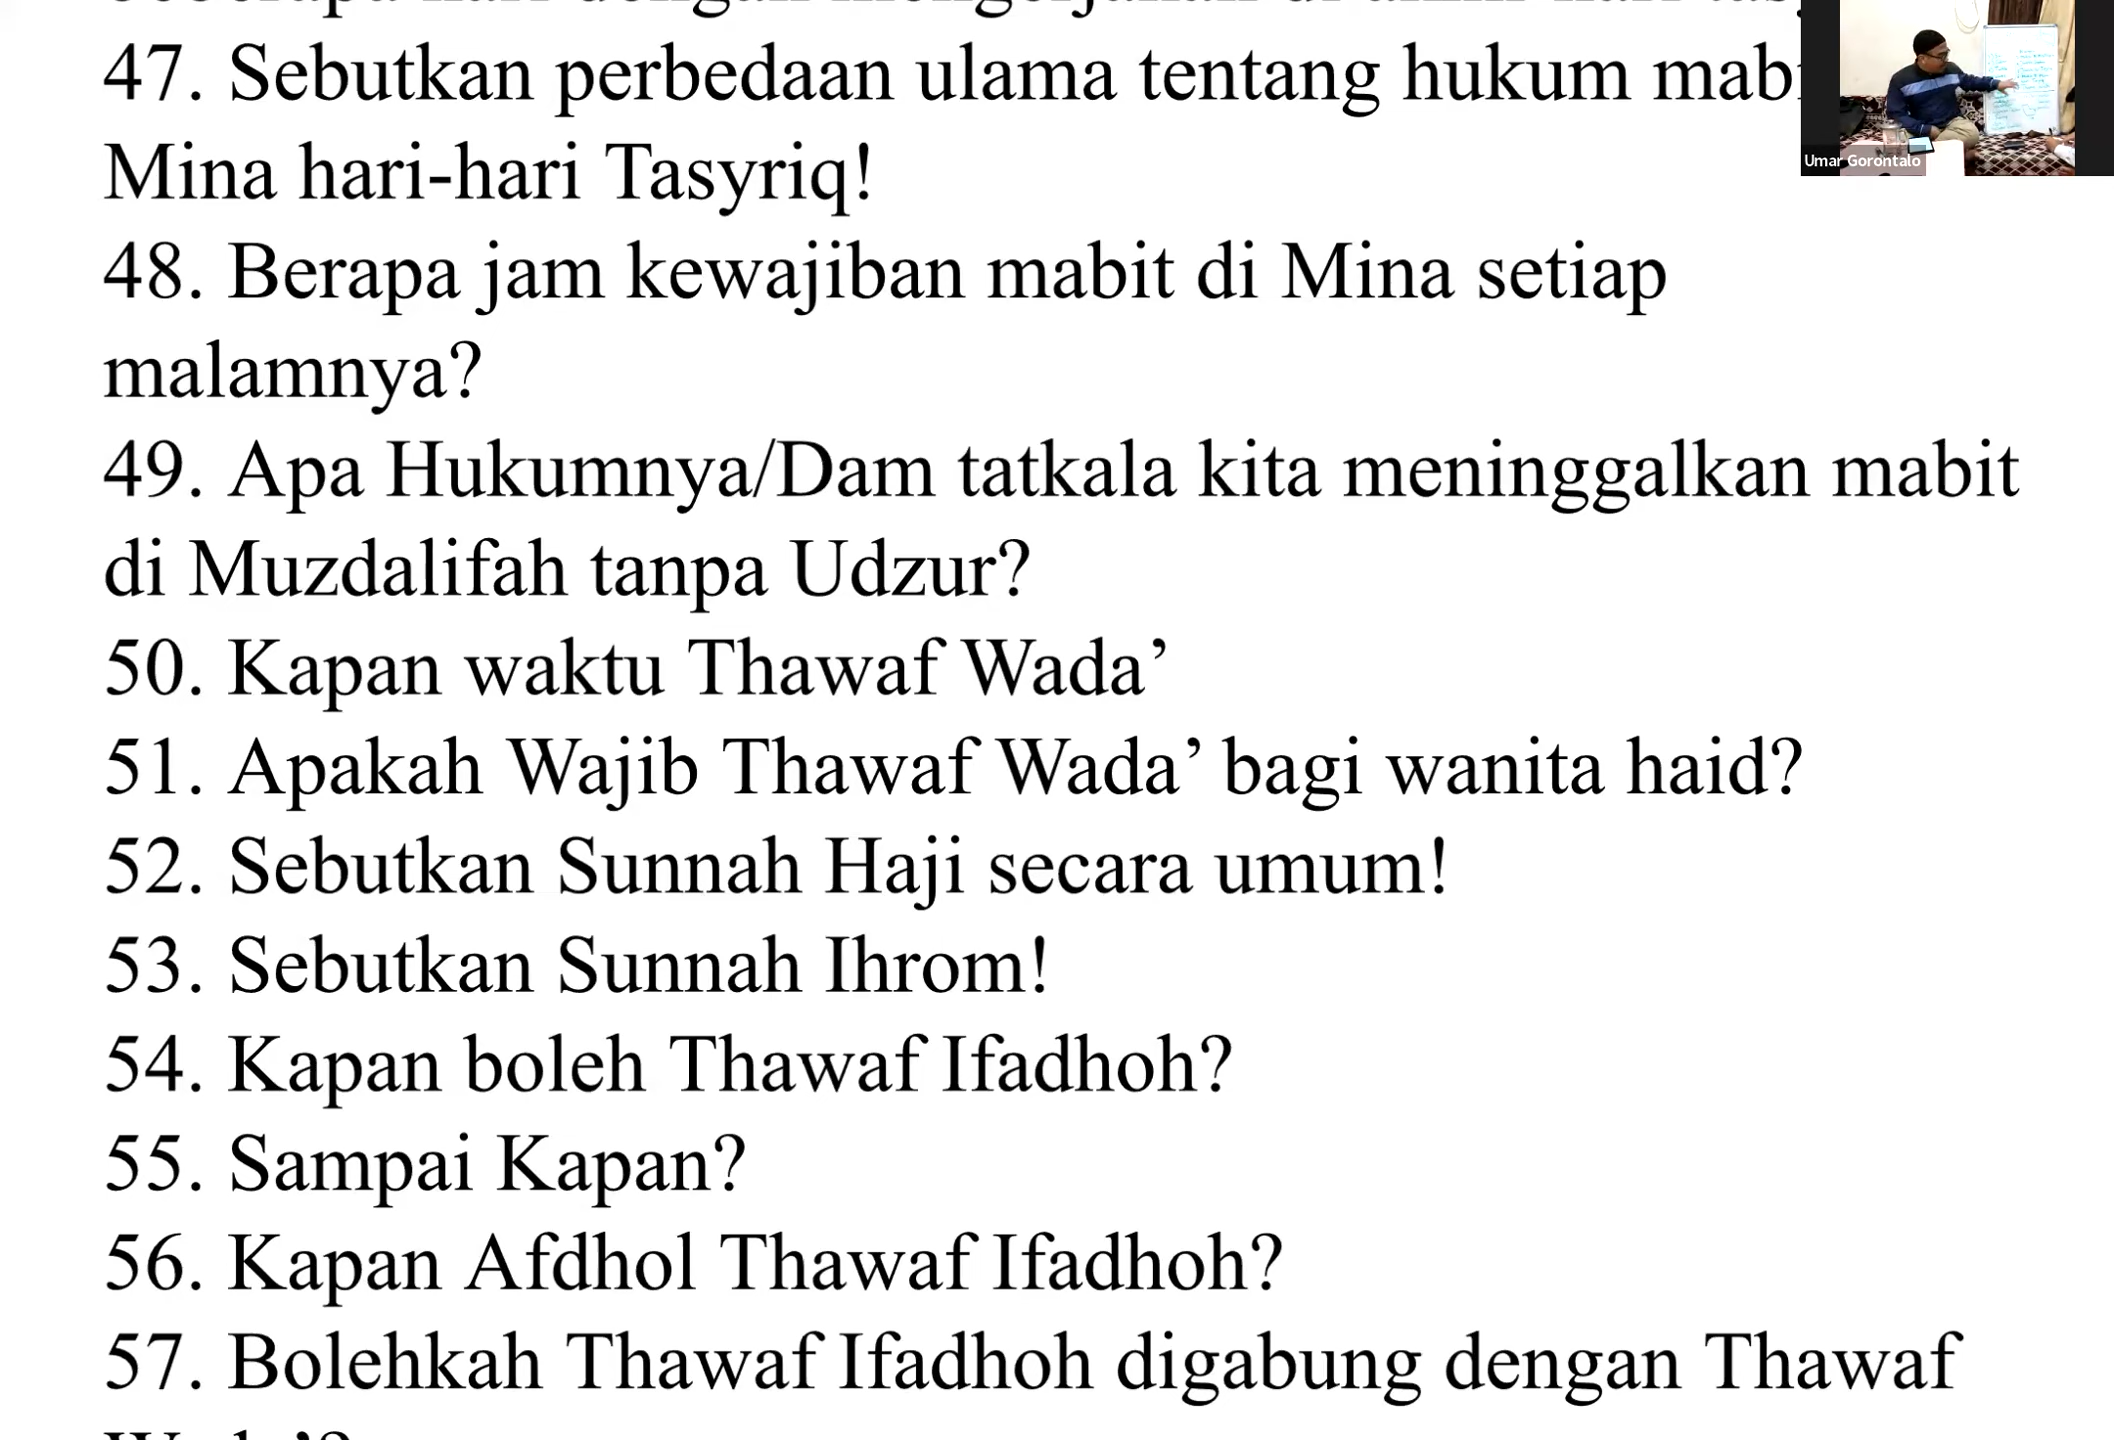 47. Sebutkan perbedaan ulama tentang hukum
Mina hari-hari Tasyriq!
48. Berapa jam kewajiban mabit di Mina setiap
malamnya?
49. Apa Hukumnya/Dam tatkala kita meninggalkan mabit
di Muzdalifah tanpa Udzur?
50. Kapan waktu Thawaf Wada’
51. Apakah Wajib Thawaf Wada’ bagi wanita haid?
52. Sebutkan Sunnah Haji secara umum!
53. Sebutkan Sunnah Ihrom!
54. Kapan boleh Thawaf Ifadhoh?
55. Sampai Kapan?
56. Kapan Afdhol Thawaf Ifadhoh?
57. Bolehkah Thawaf Ifadhoh digabung dengan Thawaf
Umar Gorontalo